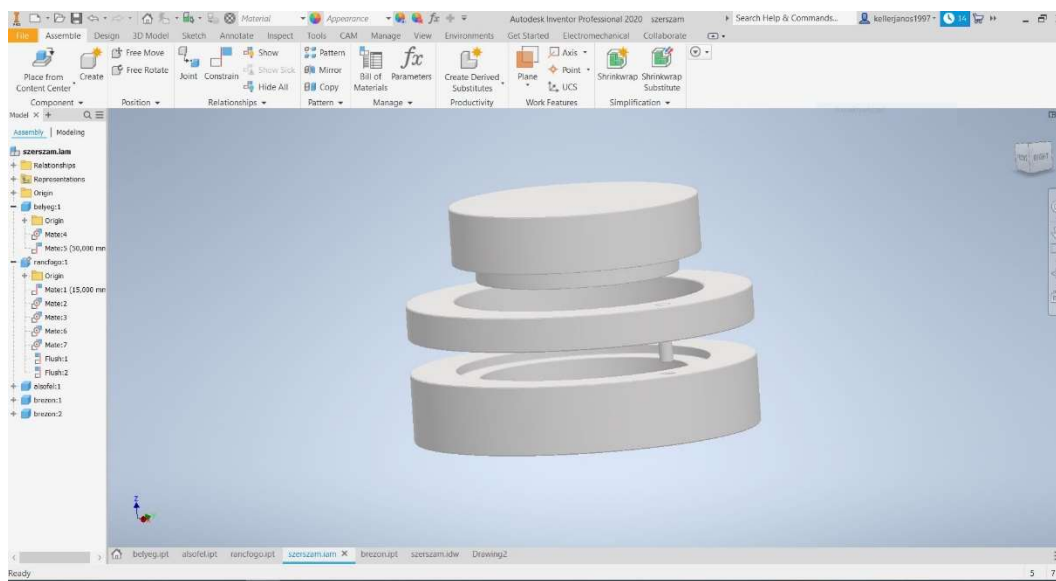 PRO
Material
Appearance
Autodesk Inventor Professional 2020 szerszam
Search Help & Commands...
kellerjanos1997
14
File Assemble Design 3D Model Sketch Annotate Inspect Tools CAM Manage View Environments Get Started Electromechanical Collaborate
Place from Content Center
Create
Free Move
Free Rotate
Joint
Constrain
Show
Show Sick
Hide All
Pattern
Mirror
Copy
Bill of Materials
fx
Parameters
Create Derived Substitutes
Plane
Axis
Point
UCS
Shrinkwrap
Shrinkwrap Substitute
Component Position Relationships Pattern Manage Productivity Work Features Simplification
Model
Assembly Modeling
szerszam.iam
Relationships
Representations
Origin
belyeg:1
Origin
Mate:4
Mate:5 (50,000 mm
rancfogo:1
Origin
Mate:1 (15,000 mm
Mate:2
Mate:3
Mate:6
Mate:7
Flush:1
Flush:2
alsofel:1
brezon:1
brezon:2
RIGHT
z
belyeg.ipt alsofel.ipt rancfogo.ipt szerszam.iam brezon.ipt szerszam.idw Drawing2
Ready
5 7